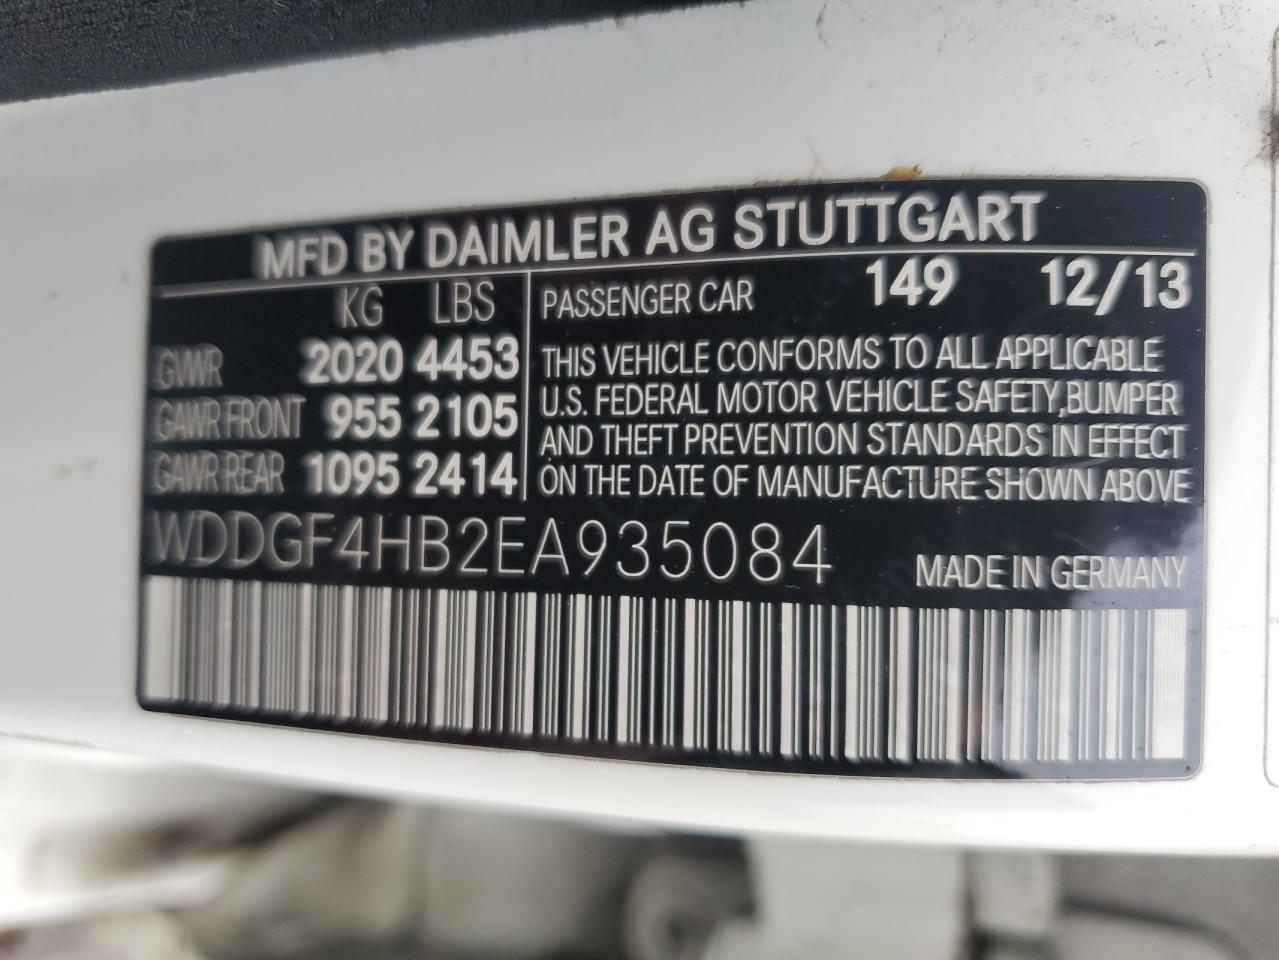 MFD BY DAIMLER AG STUTTGART
KG LBS
GVWR 2020 4453
GAWR FRONT 955 2105
GAWR REAR 1095 2414
PASSENGER CAR 149 12/13
THIS VEHICLE CONFORMS TO ALL APPLICABLE
U.S. FEDERAL MOTOR VEHICLE SAFETY,BUMPER
AND THEFT PREVENTION STANDARDS IN EFFECT
ON THE DATE OF MANUFACTURE SHOWN ABOVE
WDDGF4HB2EA935084
MADE IN GERMANY